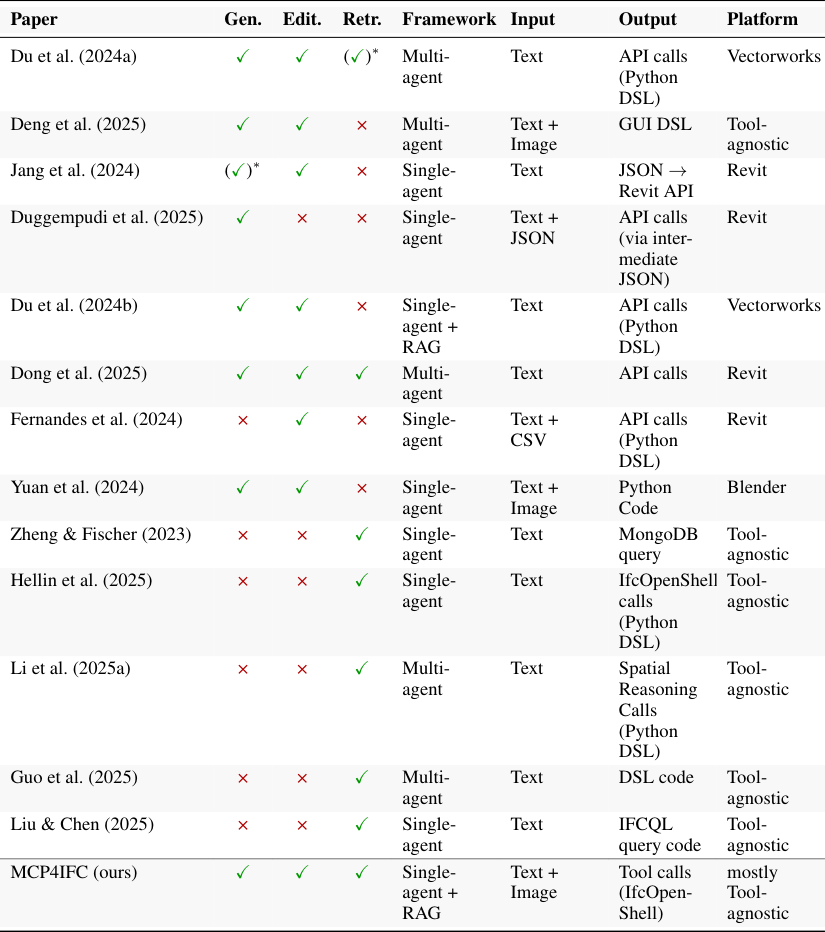 Paper Gen. Edit. Retr. Framework Input Output Platform
Du et al. (2024a) ✓ ✓ (✓)* Multi- Text API calls Vectorworks
agent (Python
DSL)
Deng et al. (2025) ✓ ✓ × Multi- Text + GUI DSL Tool-
agent Image agnostic
Jang et al. (2024) (✓)* ✓ × Single- Text JSON → Revit
agent Revit API
Duggempudi et al. (2025) ✓ × × Single- Text + API calls Revit
agent JSON (via inter-
mediate
JSON)
Du et al. (2024b) ✓ ✓ × Single- Text API calls Vectorworks
agent + (Python
RAG DSL)
Dong et al. (2025) ✓ ✓ ✓ Multi- Text API calls Revit
agent
Fernandes et al. (2024) × ✓ × Single- Text + API calls Revit
agent CSV (Python
DSL)
Yuan et al. (2024) ✓ ✓ × Single- Text + Python Blender
agent Image Code
Zheng & Fischer (2023) × × ✓ Single- Text MongoDB Tool-
agent query agnostic
Hellin et al. (2025) × × ✓ Single- Text IfcOpenShell Tool-
agent calls agnostic
(Python
DSL)
Li et al. (2025a) × × ✓ Multi- Text Spatial Tool-
agent Reasoning agnostic
Calls
(Python
DSL)
Guo et al. (2025) × × ✓ Multi- Text DSL code Tool-
agent agnostic
Liu & Chen (2025) × × ✓ Single- Text IFCQL Tool-
agent query code agnostic
MCP4IFC (ours) ✓ ✓ ✓ Single- Text + Tool calls mostly
agent + Image (IfcOpen- Tool-
RAG Shell) agnostic